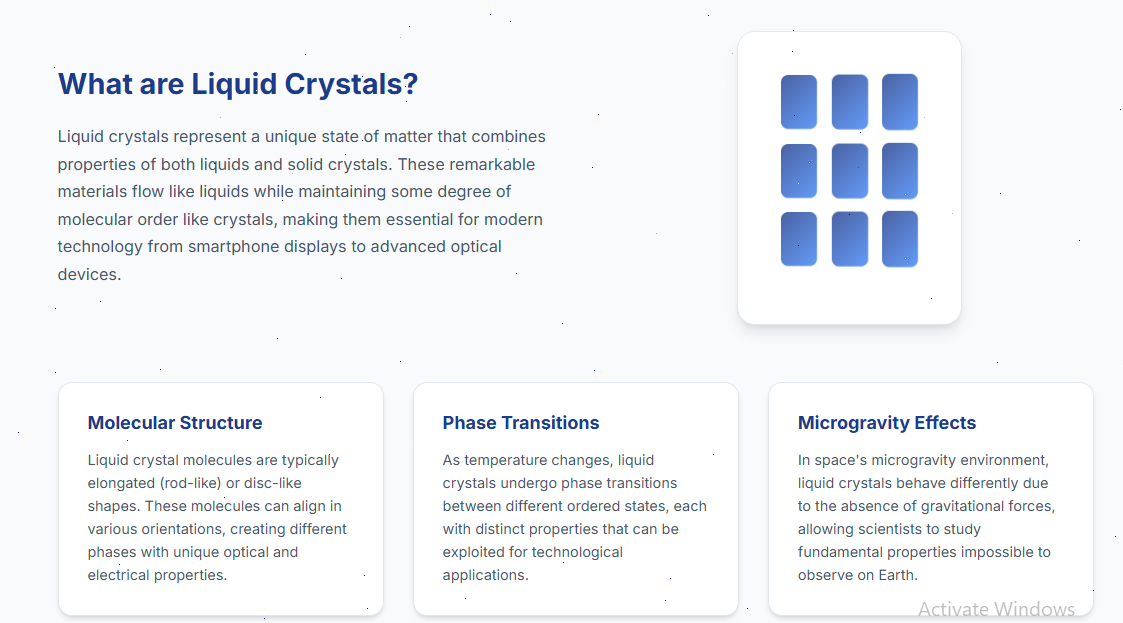 What are Liquid Crystals?
Liquid crystals represent a unique state of matter that combines
properties of both liquids and solid crystals. These remarkable
materials flow like liquids while maintaining some degree of
molecular order like crystals, making them essential for modern
technology from smartphone displays to advanced optical
devices.
Molecular Structure
Liquid crystal molecules are typically
elongated (rod-like) or disc-like
shapes. These molecules can align in
various orientations, creating different
phases with unique optical and
electrical properties.
Phase Transitions
As temperature changes, liquid
crystals undergo phase transitions
between different ordered states, each
with distinct properties that can be
exploited for technological
applications.
Microgravity Effects
In space's microgravity environment,
liquid crystals behave differently due
to the absence of gravitational forces,
allowing scientists to study
fundamental properties impossible to
observe on Earth.
Activate Windows